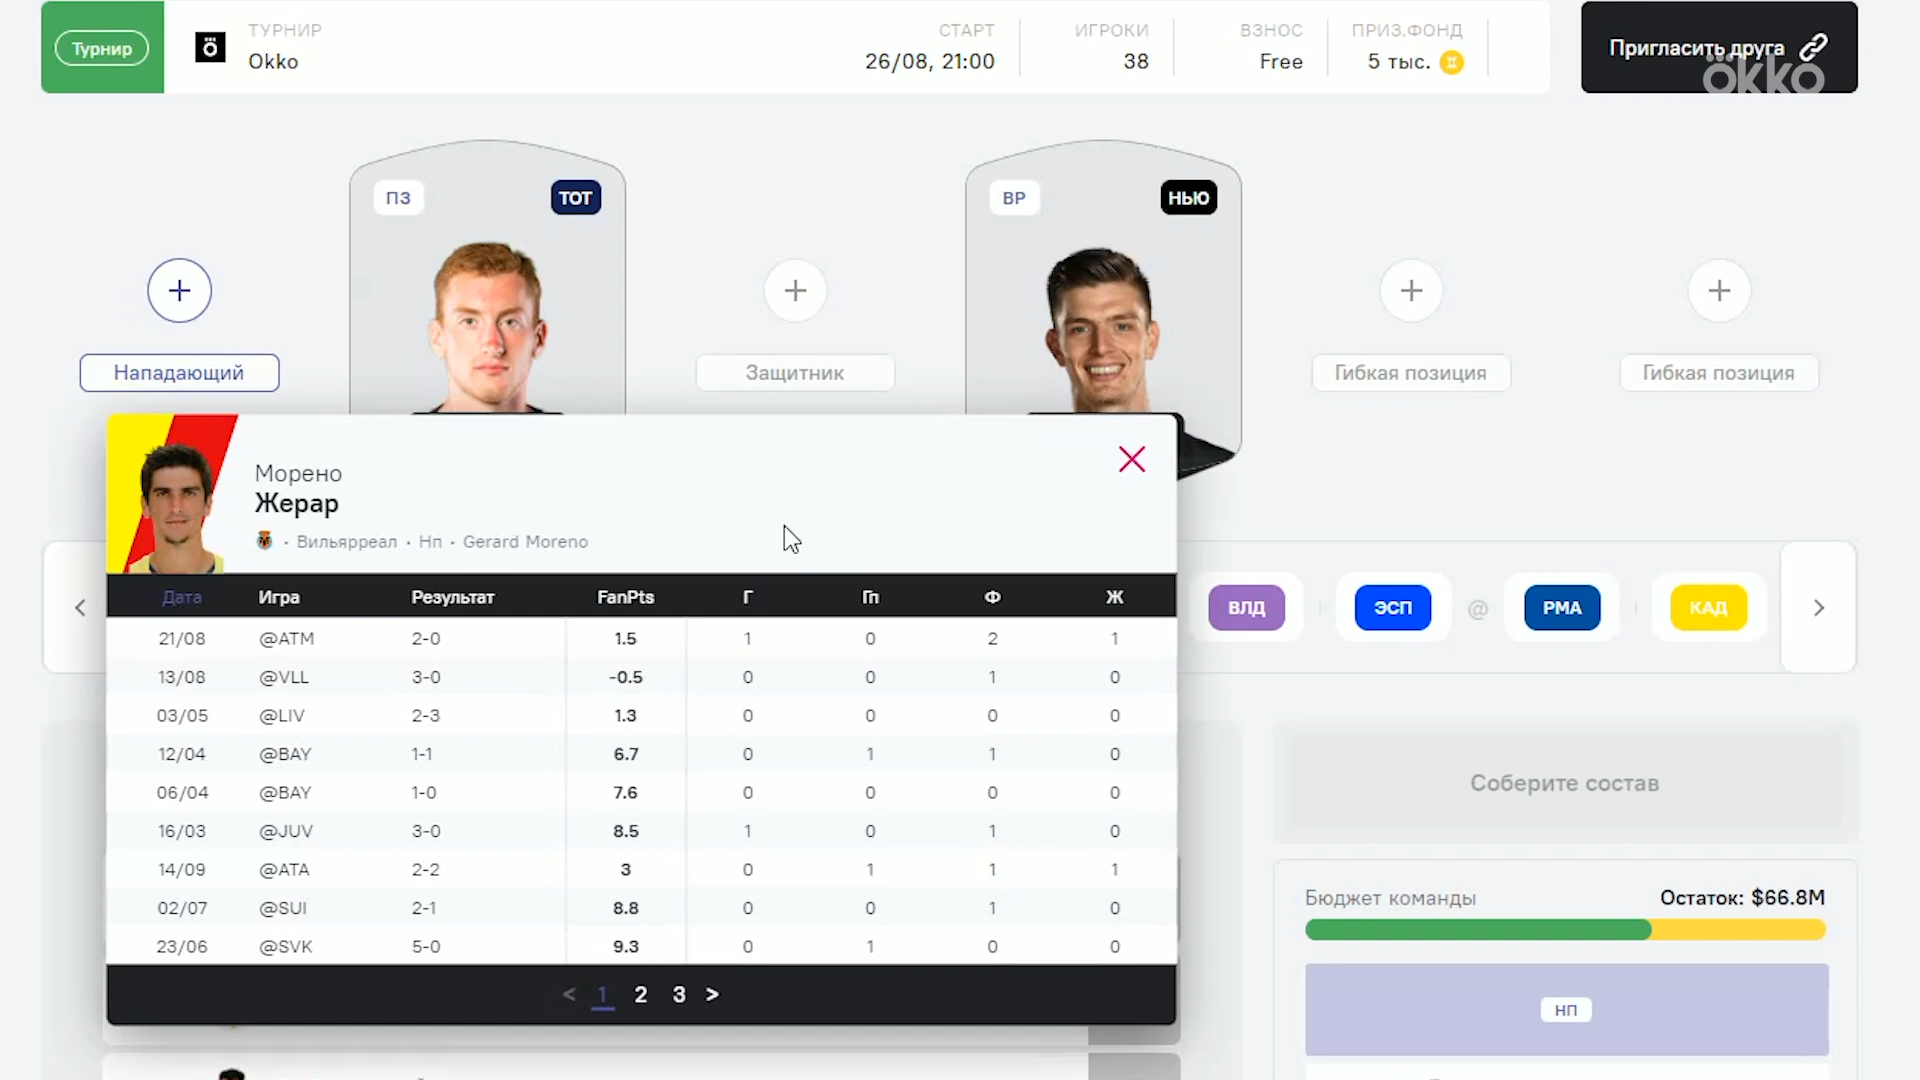 Турнир
ТУРНИР
Okko
СТАРТ
26/08, 21:00
ИГРОКИ
38
ВЗНОС
Free
ПРИЗ.ФОНД
5 тыс.
Пригласить друга
okko
ПЗ
ТОТ
ВР
НЬЮ
Нападающий
Защитник
Гибкая позиция
Гибкая позиция
Морено
Жерар
· Вильярреал · Нп · Gerard Moreno
Дата Игра Результат FanPts Г Гп Ф Ж
21/08 @ATM 2-0 1.5 1 0 2 1
13/08 @VLL 3-0 -0.5 0 0 1 0
03/05 @LIV 2-3 1.3 0 0 0 0
12/04 @BAY 1-1 6.7 0 1 1 0
06/04 @BAY 1-0 7.6 0 0 0 0
16/03 @JUV 3-0 8.5 1 0 1 0
14/09 @ATA 2-2 3 0 1 1 1
02/07 @SUI 2-1 8.8 0 0 1 0
23/06 @SVK 5-0 9.3 0 1 0 0
< 1 2 3 >
ВЛД
ЭСП @ РМА
КАД
Соберите состав
Бюджет команды Остаток: $66.8M
НП